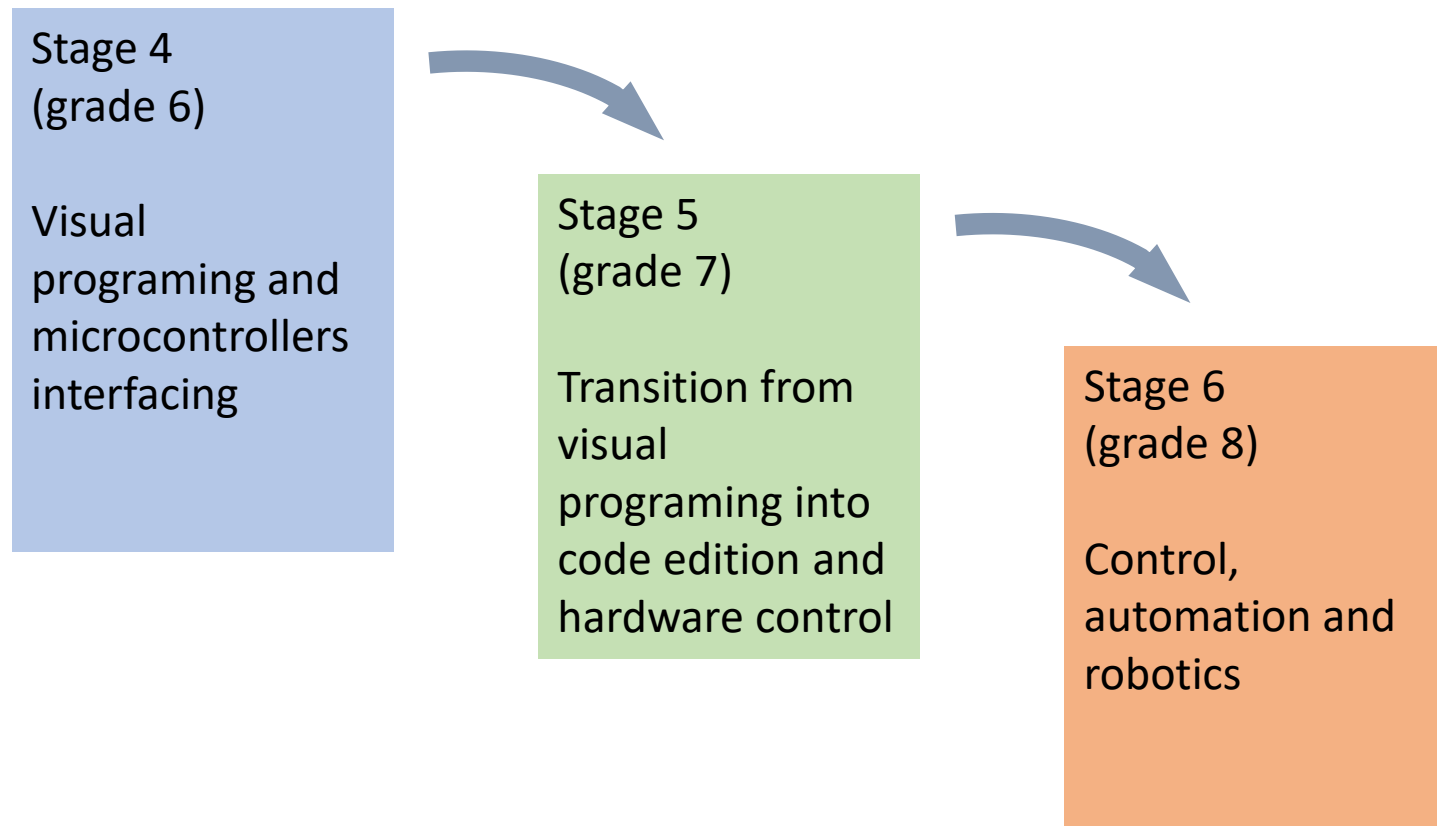 Stage 4
(grade 6)
Visual
programing and
microcontrollers
interfacing
Stage 5
(grade 7)
Transition from
visual
programing into
code edition and
hardware control
Stage 6
(grade 8)
Control,
automation and
robotics